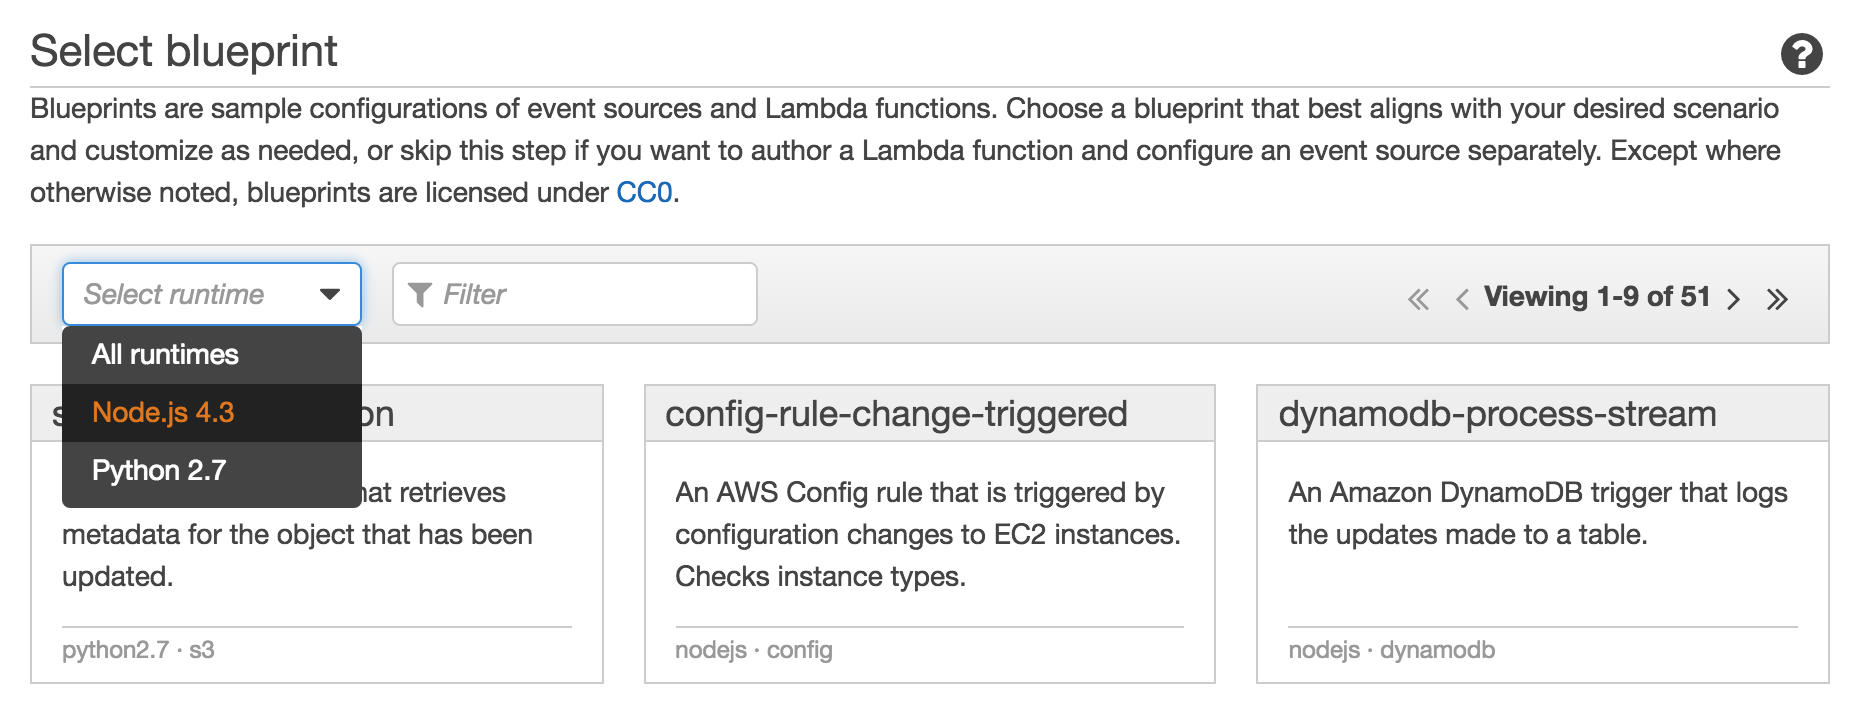 Select blueprint
?
Blueprints are sample configurations of event sources and Lambda functions. Choose a blueprint that best aligns with your desired scenario
and customize as needed, or skip this step if you want to author a Lambda function and configure an event source separately. Except where
otherwise noted, blueprints are licensed under CC0.
Select runtime
Filter
« ‹ Viewing 1-9 of 51 › »
All runtimes
Node.js 4.3
Python 2.7
retrieves
metadata for the object that has been
updated.
python2.7 · s3
config-rule-change-triggered
An AWS Config rule that is triggered by
configuration changes to EC2 instances.
Checks instance types.
nodejs · config
dynamodb-process-stream
An Amazon DynamoDB trigger that logs
the updates made to a table.
nodejs · dynamodb